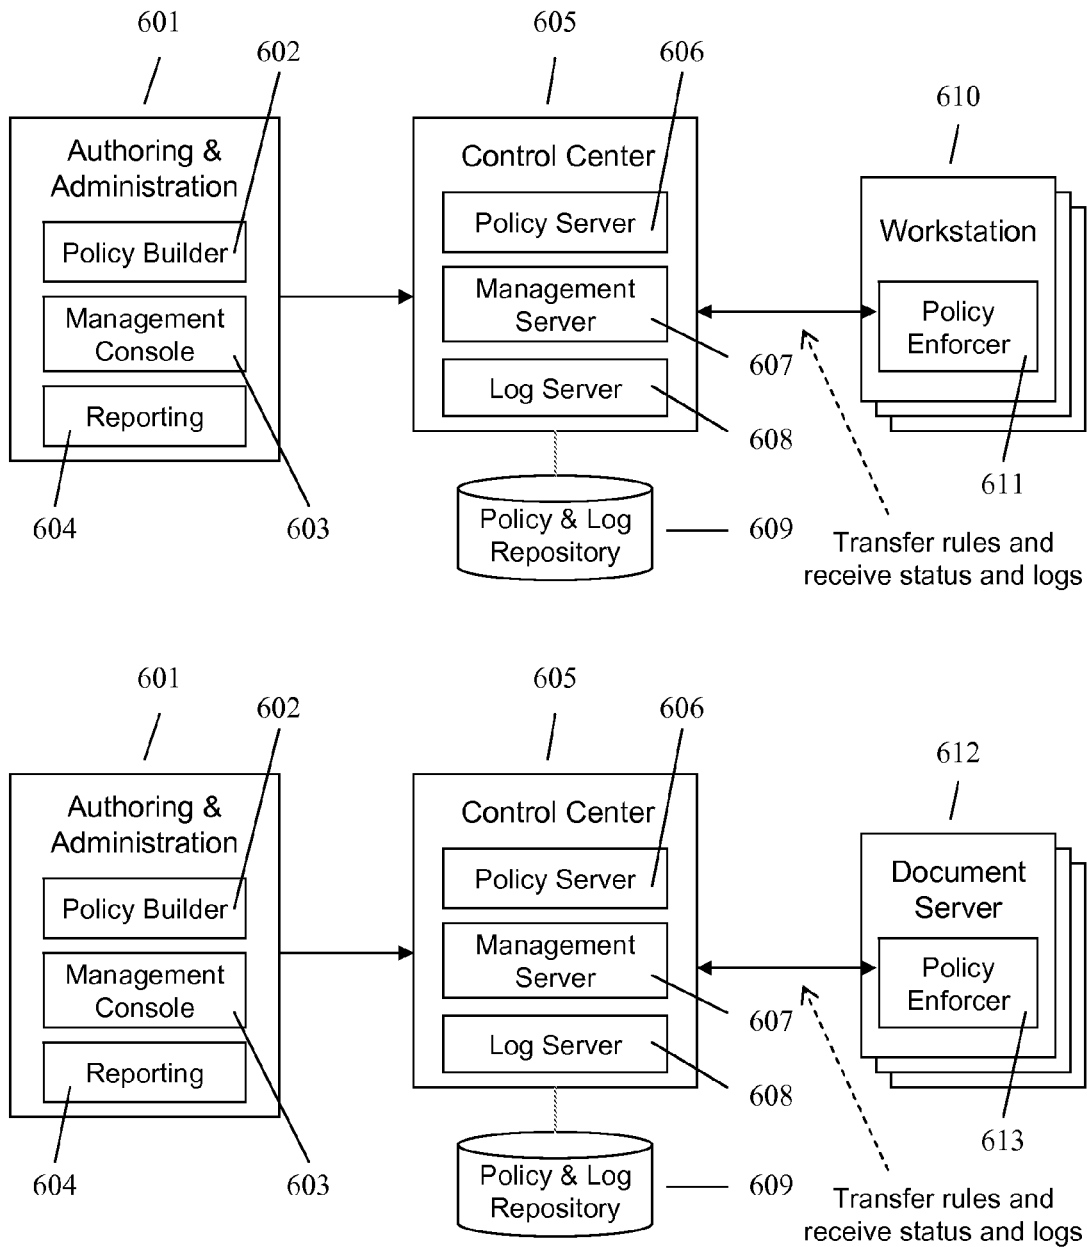 601
602
605
606
610
Authoring &
Administration
Policy Builder
Management
Console
Reporting
604
603
Control Center
Policy Server
Management
Server
Log Server
607
608
Policy & Log
Repository
609
Workstation
Policy
Enforcer
611
Transfer rules and
receive status and logs
601
602
605
606
612
Authoring &
Administration
Policy Builder
Management
Console
Reporting
604
603
Control Center
Policy Server
Management
Server
Log Server
607
608
Policy & Log
Repository
609
Document
Server
Policy
Enforcer
613
Transfer rules and
receive status and logs